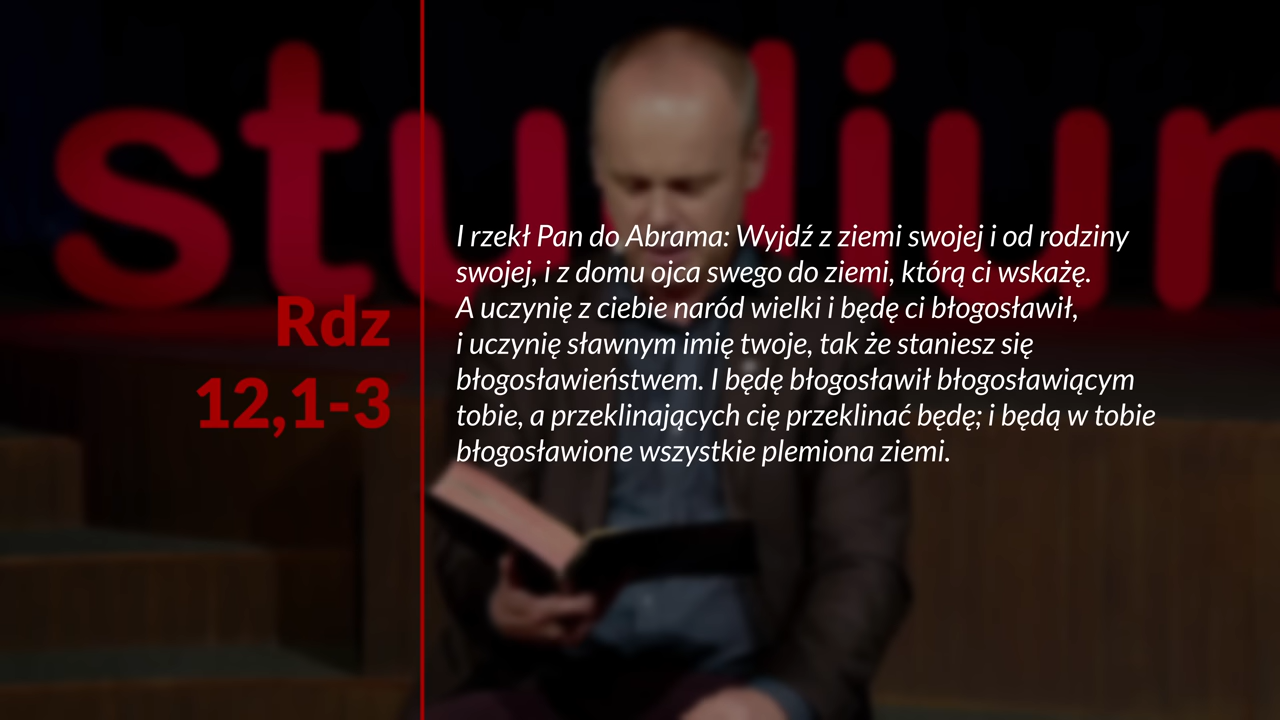 studium
Rdz
12,1-3
I rzekł Pan do Abrama: Wyjdź z ziemi swojej i od rodziny
swojej, i z domu ojca swego do ziemi, którą ci wskażę.
A uczynię z ciebie naród wielki i będę ci błogosławił,
i uczynię sławnym imię twoje, tak że staniesz się
błogosławieństwem. I będę błogosławił błogosławiącym
tobie, a przeklinających cię przeklinać będę; i będą w tobie
błogosławione wszystkie plemiona ziemi.